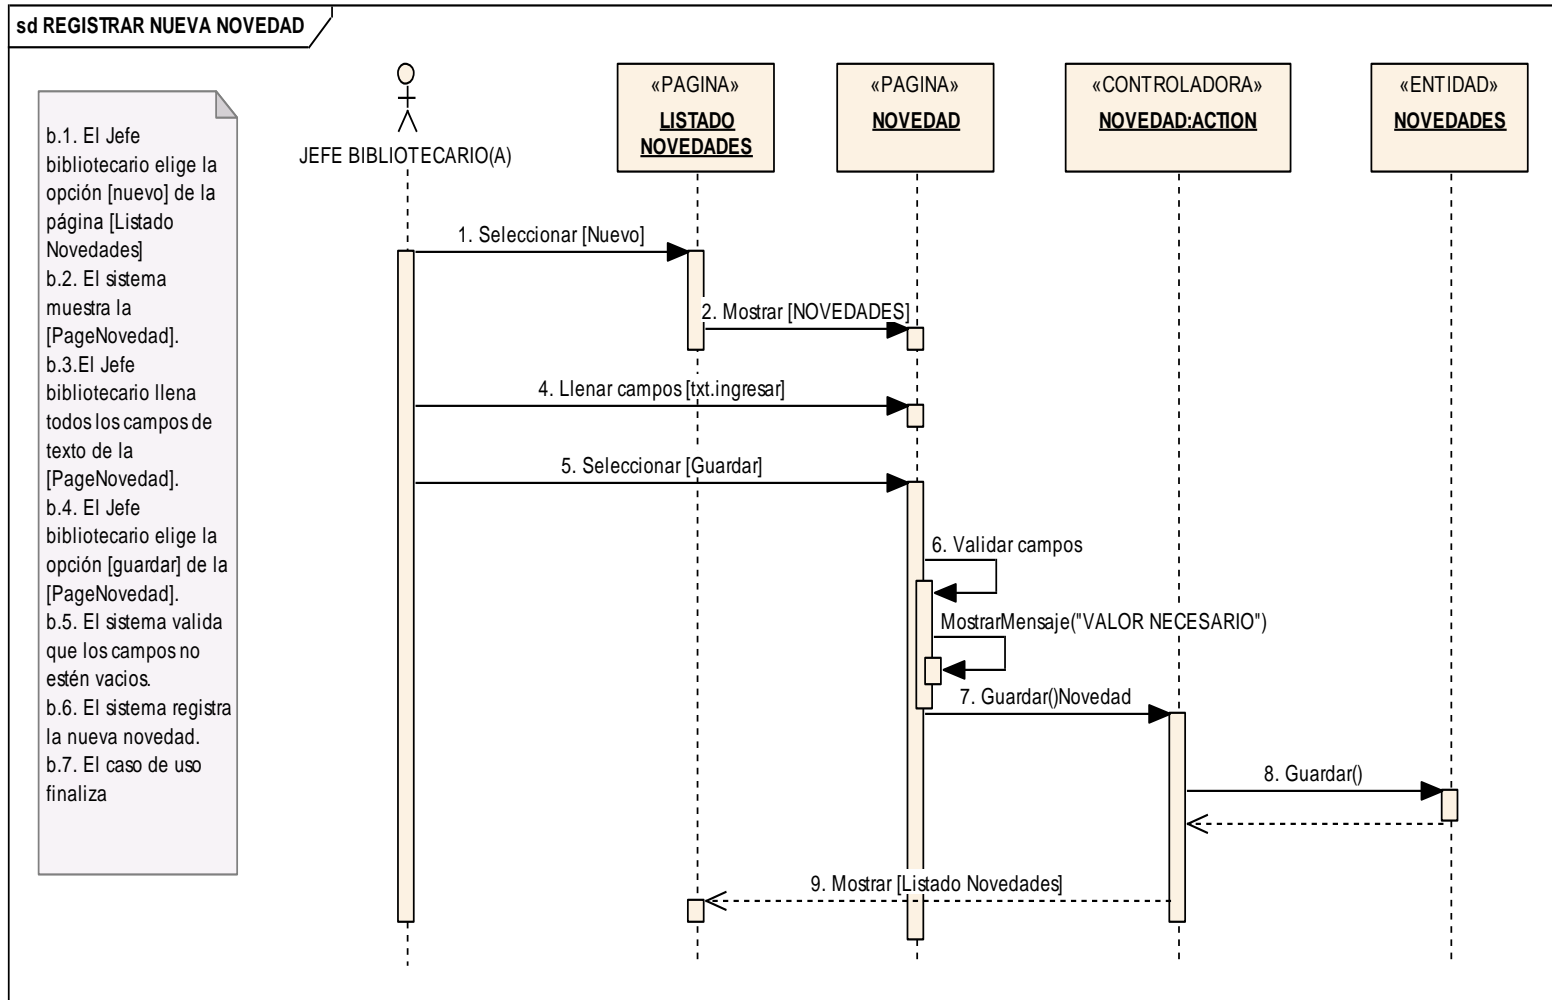 sd REGISTRAR NUEVA NOVEDAD
b.1. El Jefe
bibliotecario elige la
opción [nuevo] de la
página [Listado
Novedades]
b.2. El sistema
muestra la
[PageNovedad].
b.3.El Jefe
bibliotecario llena
todos los campos de
texto de la
[PageNovedad].
b.4. El Jefe
bibliotecario elige la
opción [guardar] de la
[PageNovedad].
b.5. El sistema valida
que los campos no
estén vacios.
b.6. El sistema registra
la nueva novedad.
b.7. El caso de uso
finaliza
JEFE BIBLIOTECARIO(A)
«PAGINA»
LISTADO
NOVEDADES
«PAGINA»
NOVEDAD
«CONTROLADORA»
NOVEDAD:ACTION
«ENTIDAD»
NOVEDADES
1. Seleccionar [Nuevo]
2. Mostrar [NOVEDADES]
4. Llenar campos [txt.ingresar]
5. Seleccionar [Guardar]
6. Validar campos
MostrarMensaje("VALOR NECESARIO")
7. Guardar()Novedad
8. Guardar()
9. Mostrar [Listado Novedades]